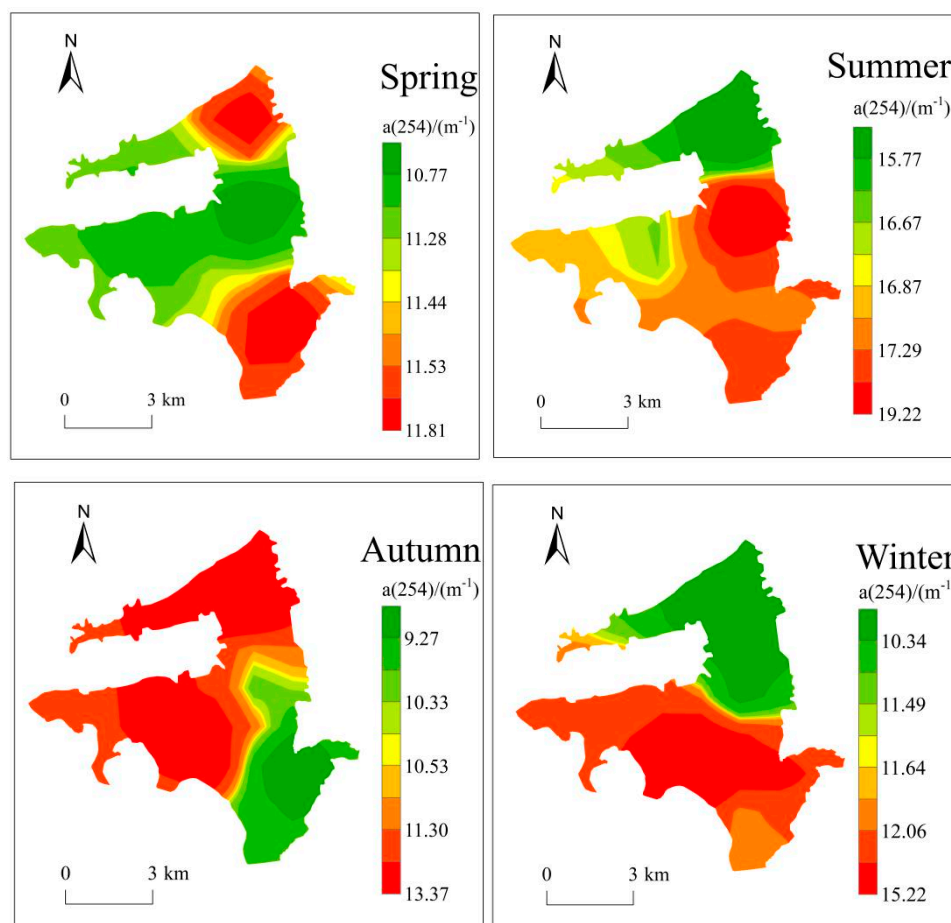 N
Spring
a(254)/(m⁻¹)
10.77
11.28
11.44
11.53
11.81
0 3 km
N
Summer
a(254)/(m⁻¹)
15.77
16.67
16.87
17.29
19.22
0 3 km
N
Autumn
a(254)/(m⁻¹)
9.27
10.33
10.53
11.30
13.37
0 3 km
N
Winter
a(254)/(m⁻¹)
10.34
11.49
11.64
12.06
15.22
0 3 km